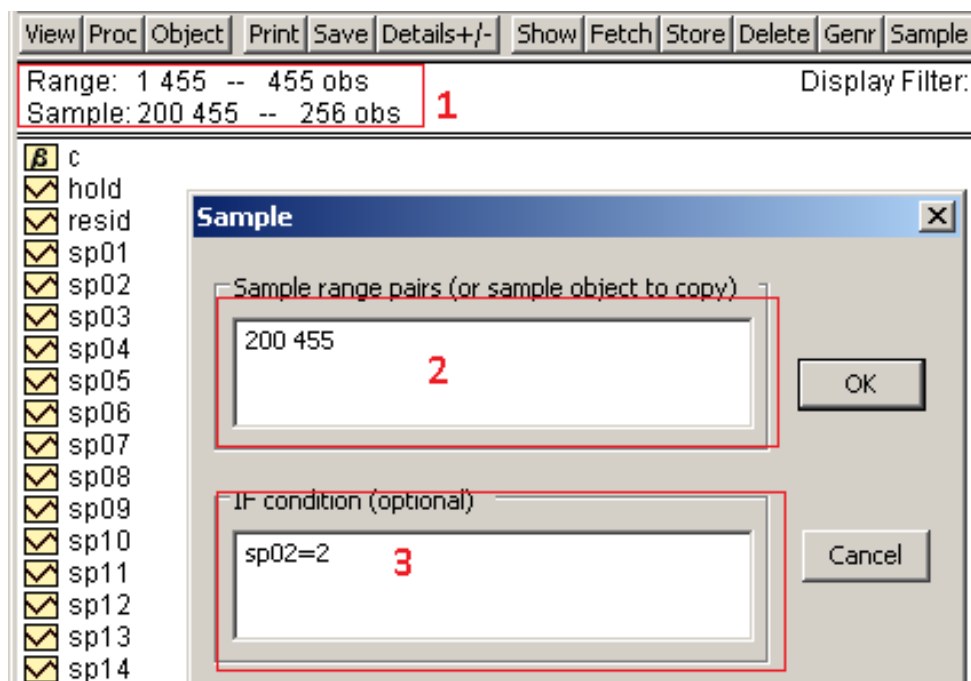 View Proc Object Print Save Details+/- Show Fetch Store Delete Genr Sample
Range: 1 455 -- 455 obs Display Filter:
Sample: 200 455 -- 256 obs 1
β c
hold
resid
sp01
sp02
sp03
sp04
sp05
sp06
sp07
sp08
sp09
sp10
sp11
sp12
sp13
sp14
Sample
Sample range pairs (or sample object to copy)
200 455
2
OK
IF condition (optional)
sp02=2
3
Cancel